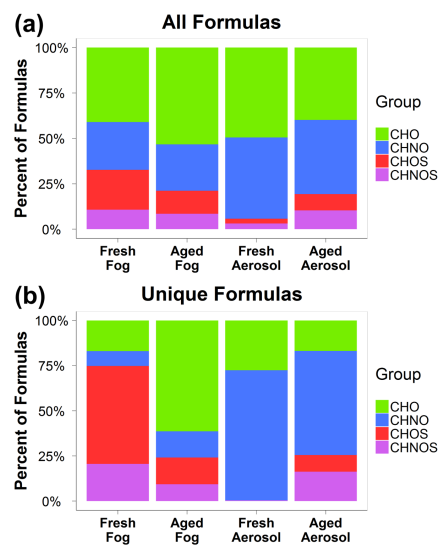 (a) All Formulas
Percent of Formulas
100%
75%
50%
25%
0%
Fresh Fog
Aged Fog
Fresh Aerosol
Aged Aerosol
Group
CHO
CHNO
CHOS
CHNOS
(b) Unique Formulas
Percent of Formulas
100%
75%
50%
25%
0%
Fresh Fog
Aged Fog
Fresh Aerosol
Aged Aerosol
Group
CHO
CHNO
CHOS
CHNOS